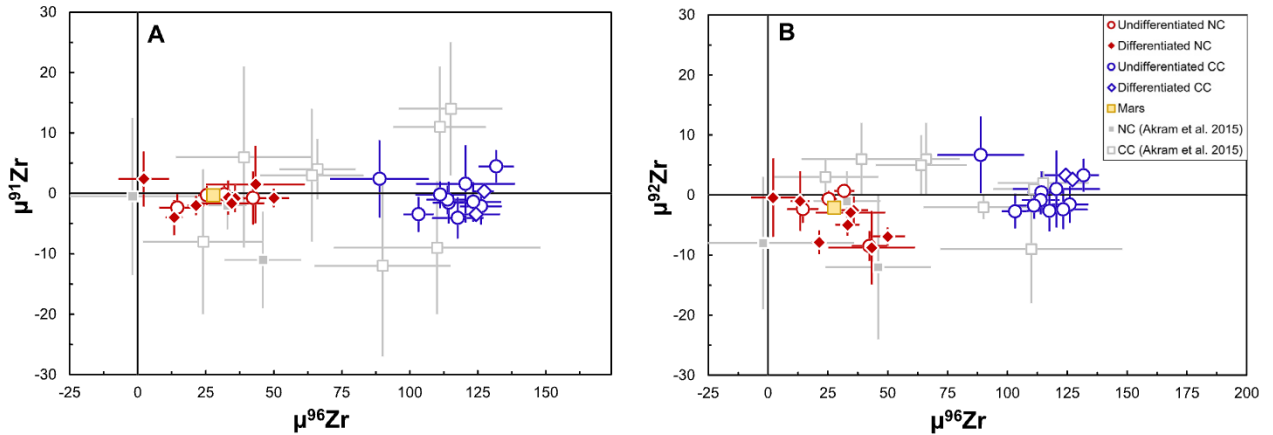 A
30
20
10
0
-10
-20
-30
μ⁹¹Zr
-25 0 25 50 75 100 125 150
μ⁹⁶Zr
B
30
20
10
0
-10
-20
-30
μ⁹²Zr
-25 0 25 50 75 100 125 150 175 200
μ⁹⁶Zr
Undifferentiated NC
Differentiated NC
Undifferentiated CC
Differentiated CC
Mars
NC (Akram et al. 2015)
CC (Akram et al. 2015)